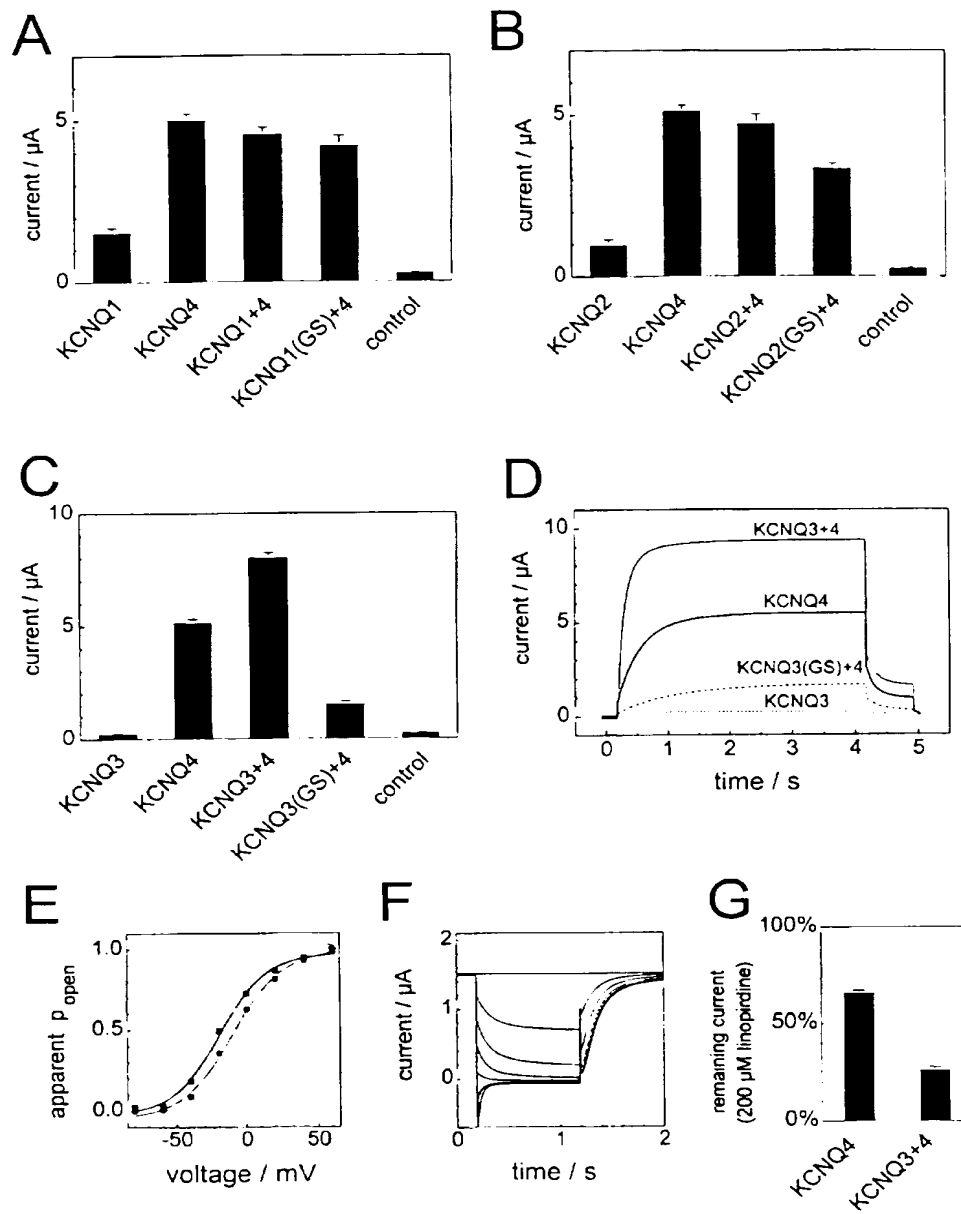 A
current / µA
5
0
KCNQ1
KCNQ4
KCNQ1+4
KCNQ1(GS)+4
control
B
current / µA
5
0
KCNQ2
KCNQ4
KCNQ2+4
KCNQ2(GS)+4
control
C
current / µA
10
5
0
KCNQ3
KCNQ4
KCNQ3+4
KCNQ3(GS)+4
control
D
current / µA
10
5
0
KCNQ3+4
KCNQ4
KCNQ3(GS)+4
KCNQ3
0 1 2 3 4 5
time / s
E
apparent p open
1.0
0.5
0.0
-50 0 50
voltage / mV
F
current / µA
2
1
0
0 1 2
time / s
G
remaining current
(200 µM linopirdine)
100%
50%
0%
KCNQ4
KCNQ3+4